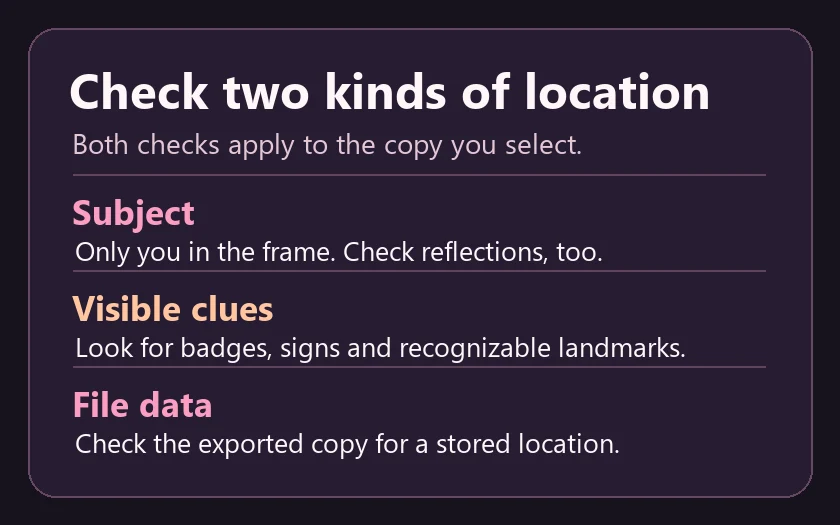 Check two kinds of location
Both checks apply to the copy you select.
Subject
Only you in the frame. Check reflections, too.
Visible clues
Look for badges, signs and recognizable landmarks.
File data
Check the exported copy for a stored location.